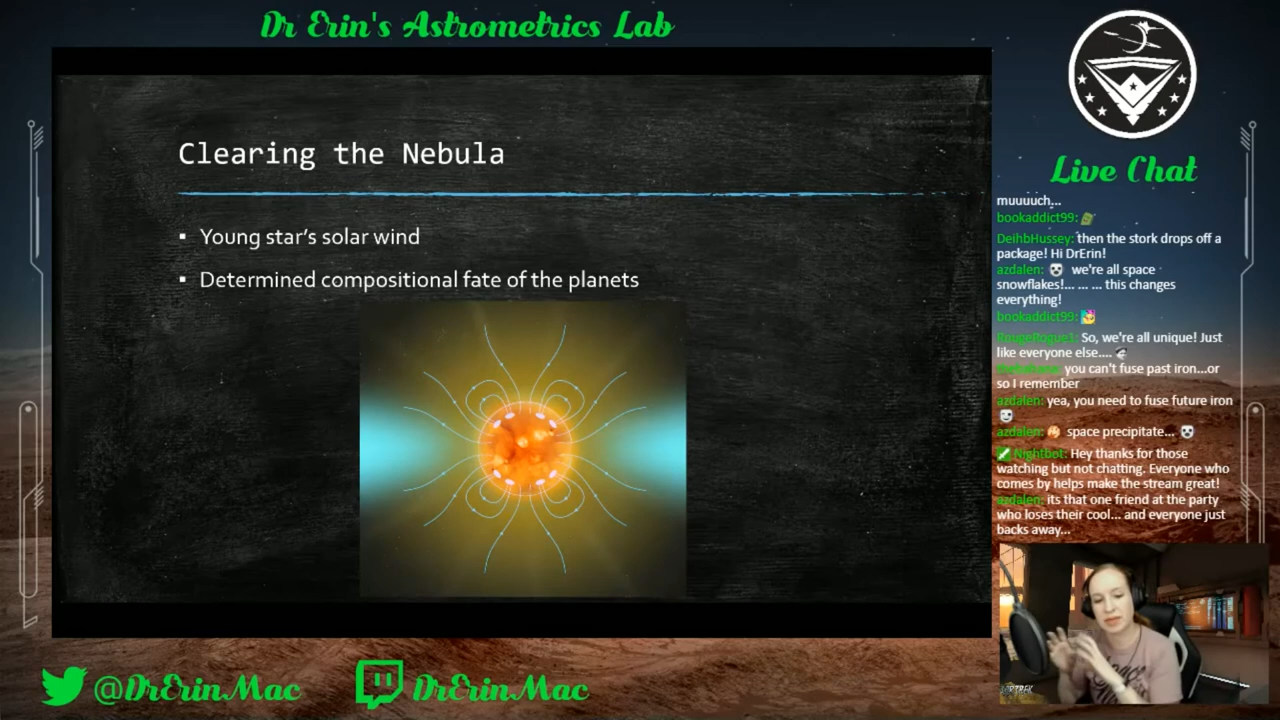 Dr Erin's Astrometrics Lab
Clearing the Nebula
▪ Young star's solar wind
▪ Determined compositional fate of the planets
Live Chat
muuuuch...
bookaddict99:
DeihbHussey: then the stork drops off a
package! Hi DrErin!
azdalen: we're all space
snowflakes!... ... ... this changes
everything!
bookaddict99:
RougeRogue1: So, we're all unique! Just
like everyone else....
you can't fuse past iron...or
so I remember
azdalen: yea, you need to fuse future iron
azdalen: space precipitate...
Nightbot: Hey thanks for those
watching but not chatting. Everyone who
comes by helps make the stream great!
azdalen: its that one friend at the party
who loses their cool... and everyone just
backs away...
@DrErinMac
DrErinMac